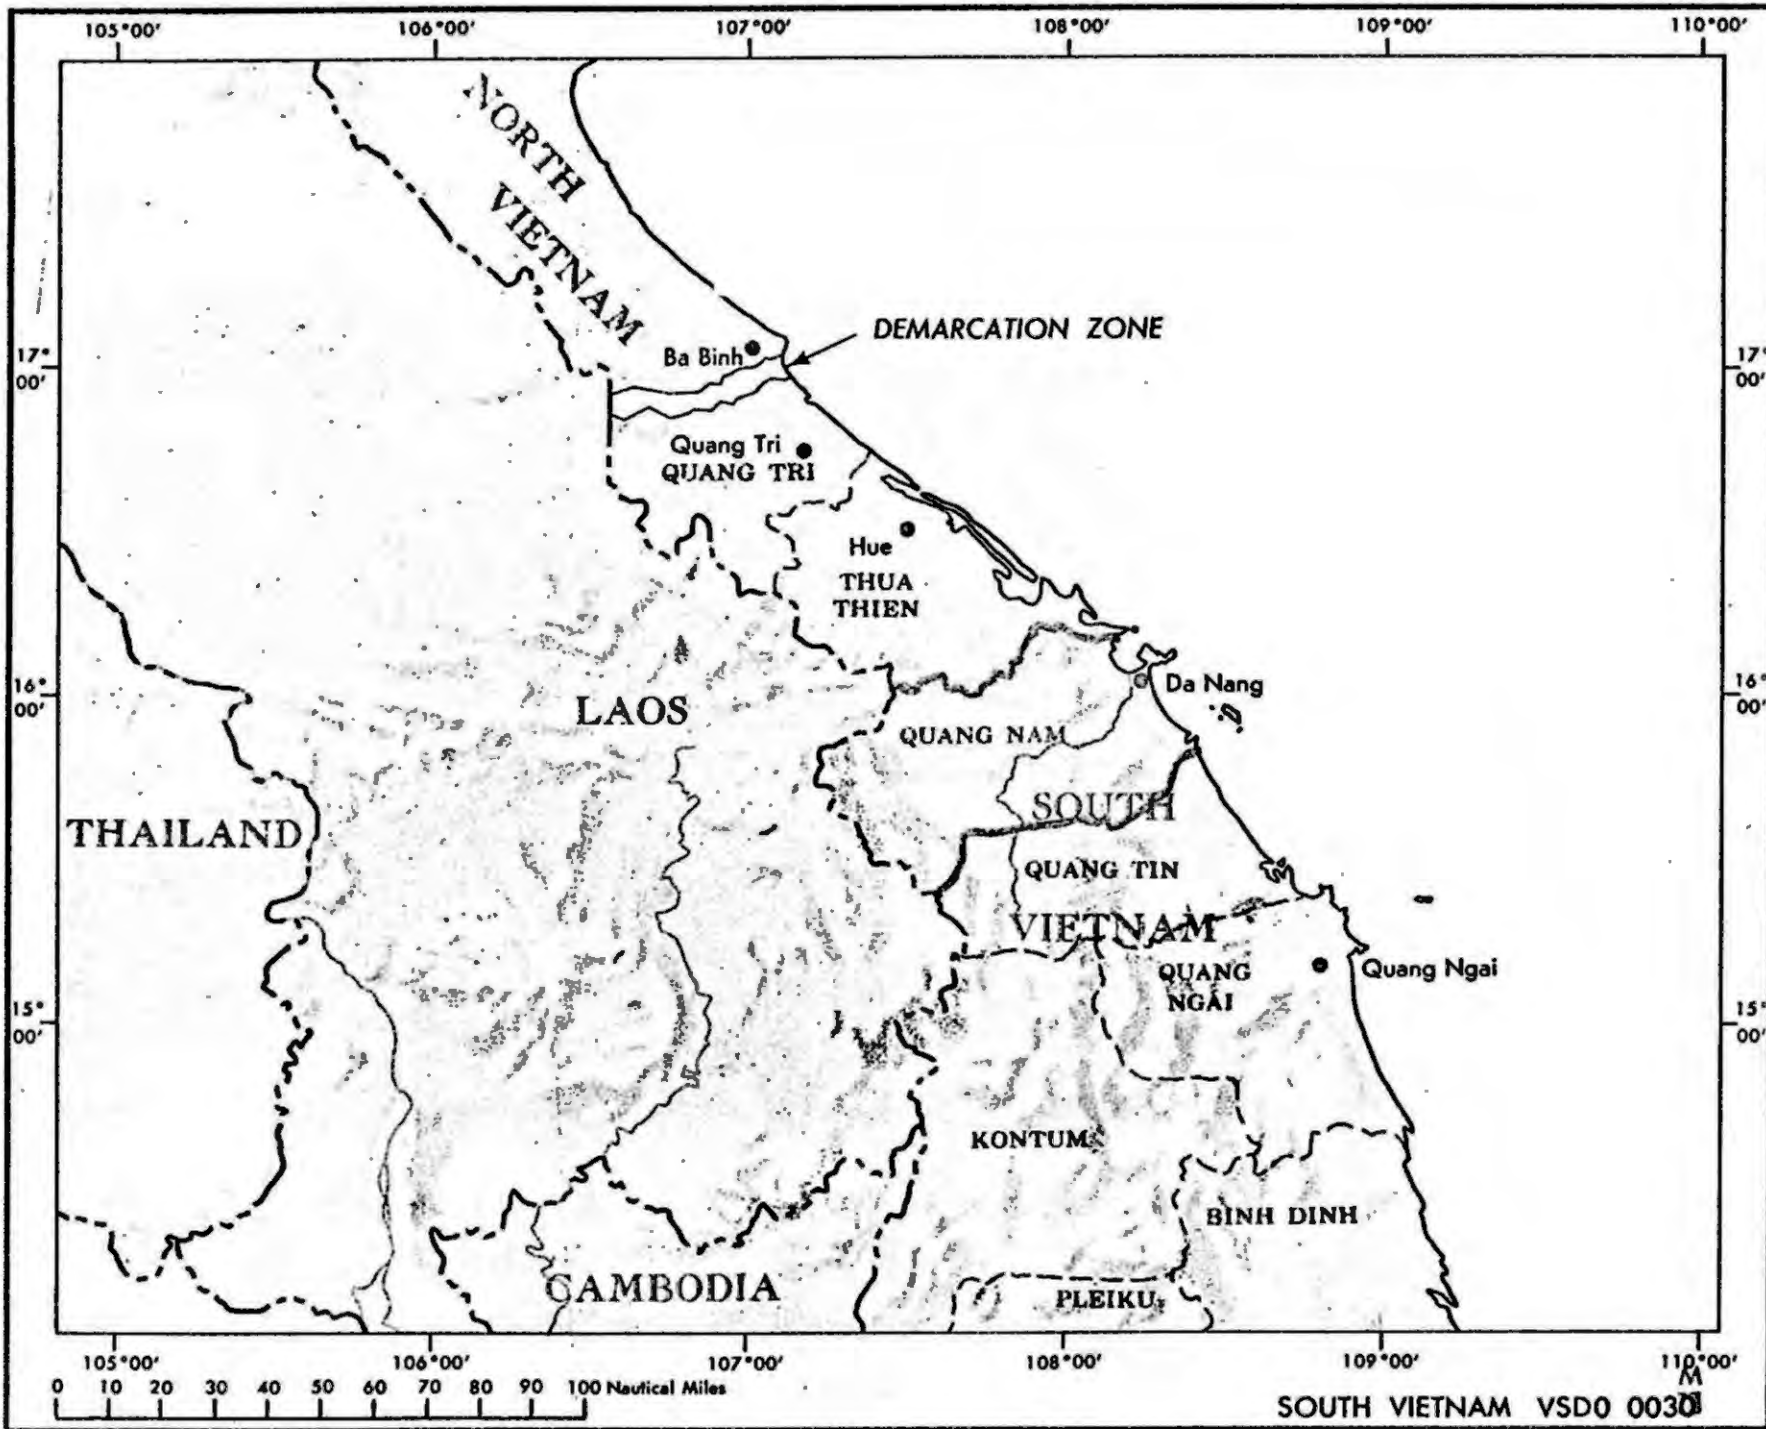 105°00' 106°00' 107°00' 108°00' 109°00' 110°00'
NORTH
VIETNAM
DEMARCATION ZONE
17°
00'
17°
00'
Ba Binh
Quang Tri
QUANG TRI
Hue
THUA
THIEN
16°
00'
LAOS
Da Nang
16°
00'
QUANG NAM
THAILAND
SOUTH
QUANG TIN
VIETNAM
QUANG
NGAI
Quang Ngai
15°
00'
15°
00'
KONTUM
BINH DINH
CAMBODIA
PLEIKU
105°00' 106°00' 107°00' 108°00' 109°00' 110°00'
0 10 20 30 40 50 60 70 80 90 100 Nautical Miles
SOUTH VIETNAM VSD0 0030